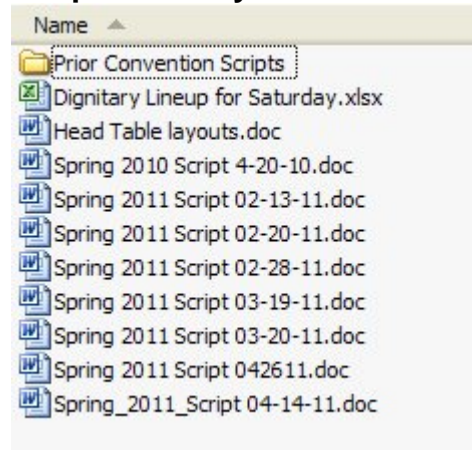 Name
Prior Convention Scripts
Dignitary Lineup for Saturday.xlsx
Head Table layouts.doc
Spring 2010 Script 4-20-10.doc
Spring 2011 Script 02-13-11.doc
Spring 2011 Script 02-20-11.doc
Spring 2011 Script 02-28-11.doc
Spring 2011 Script 03-19-11.doc
Spring 2011 Script 03-20-11.doc
Spring 2011 Script 042611.doc
Spring_2011_Script 04-14-11.doc